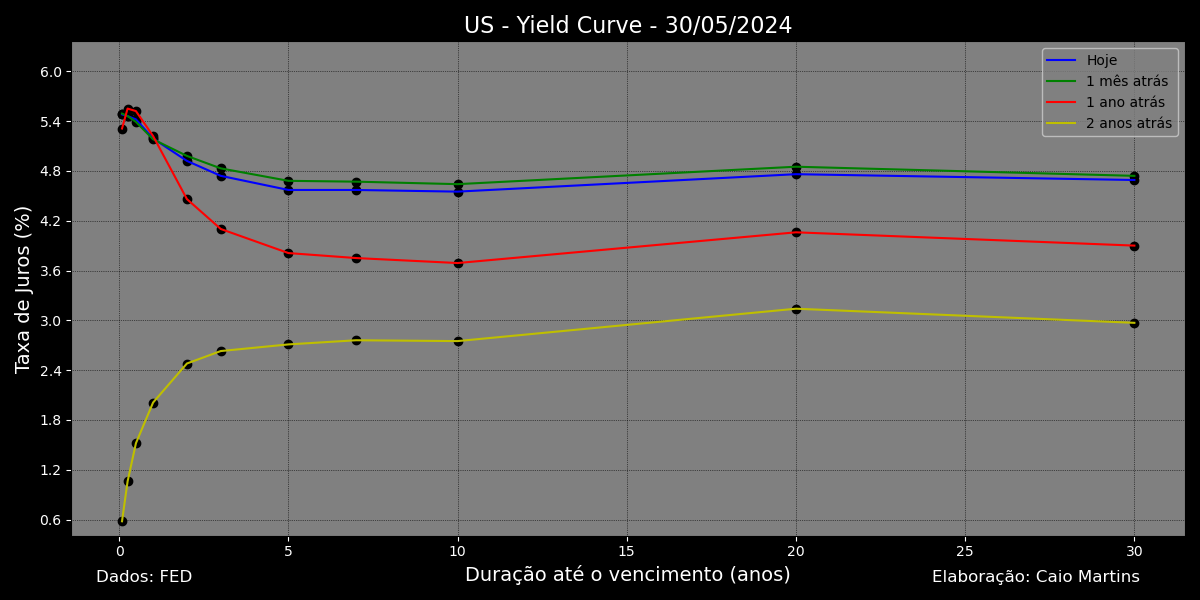 US - Yield Curve - 30/05/2024
Hoje
1 mês atrás
1 ano atrás
2 anos atrás
Taxa de Juros (%)
6.0
5.4
4.8
4.2
3.6
3.0
2.4
1.8
1.2
0.6
0
5
10
15
20
25
30
Duração até o vencimento (anos)
Dados: FED
Elaboração: Caio Martins